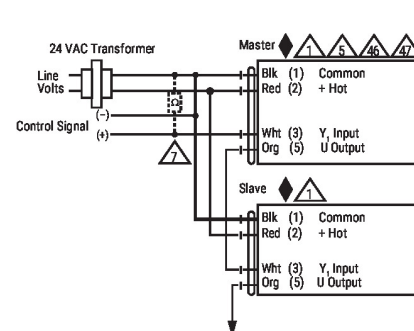 24 VAC Transformer
Master 1 5 46 47
Line Volts
Blk (1) Common
Red (2) + Hot
Ω
(-)
Control Signal (+)
Wht (3) Y, Input
Org (5) U Output
7
Slave 1
Blk (1) Common
Red (2) + Hot
Wht (3) Y, Input
Org (5) U Output